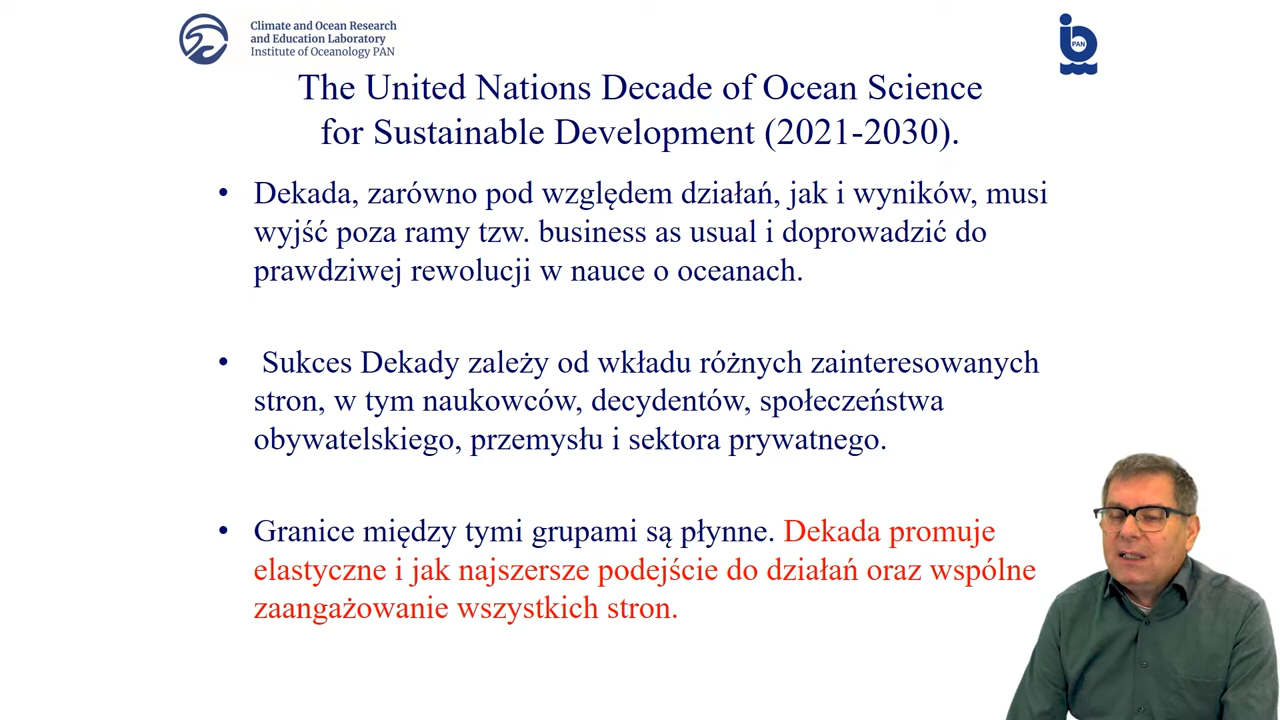 Climate and Ocean Research
and Education Laboratory
Institute of Oceanology PAN
PAN
The United Nations Decade of Ocean Science
for Sustainable Development (2021-2030).
• Dekada, zarówno pod względem działań, jak i wyników, musi
wyjść poza ramy tzw. business as usual i doprowadzić do
prawdziwej rewolucji w nauce o oceanach.
• Sukces Dekady zależy od wkładu różnych zainteresowanych
stron, w tym naukowców, decydentów, społeczeństwa
obywatelskiego, przemysłu i sektora prywatnego.
• Granice między tymi grupami są płynne. Dekada promuje
elastyczne i jak najszersze podejście do działań oraz wspólne
zaangażowanie wszystkich stron.